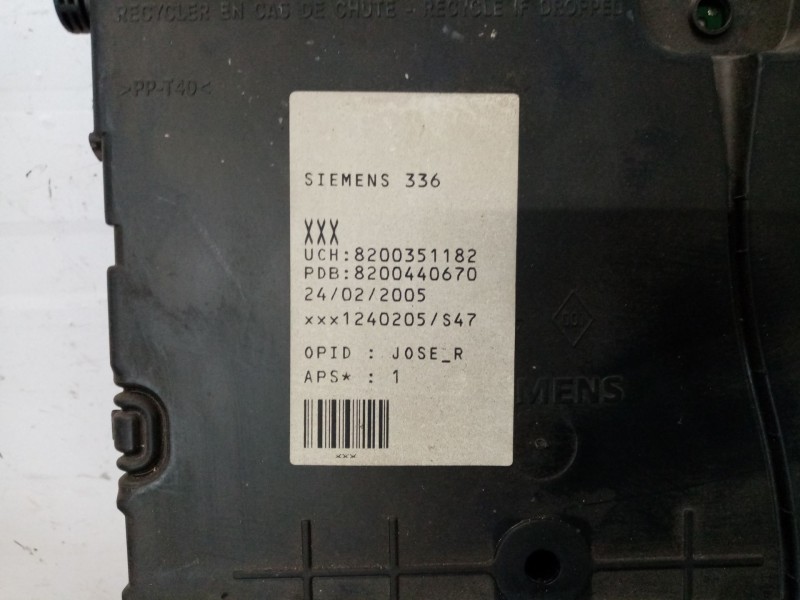 RECYCLER EN CAS DE CHUTE - RECYCLE IF DROPPED
>PP-T40<
SIEMENS 336
XXX
UCH:8200351182
PDB:8200440670
24/02/2005
xxx1240205/S47
OPID : JOSE_R
APS* : 1
xxx
MENS